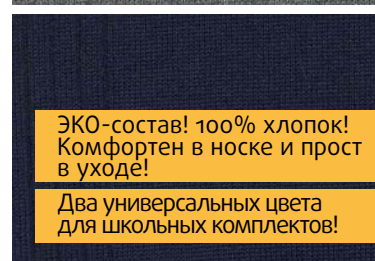 ЭКО-состав! 100% хлопок!
Комфортен в носке и прост
в уходе!
Два универсальных цвета
для школьных комплектов!